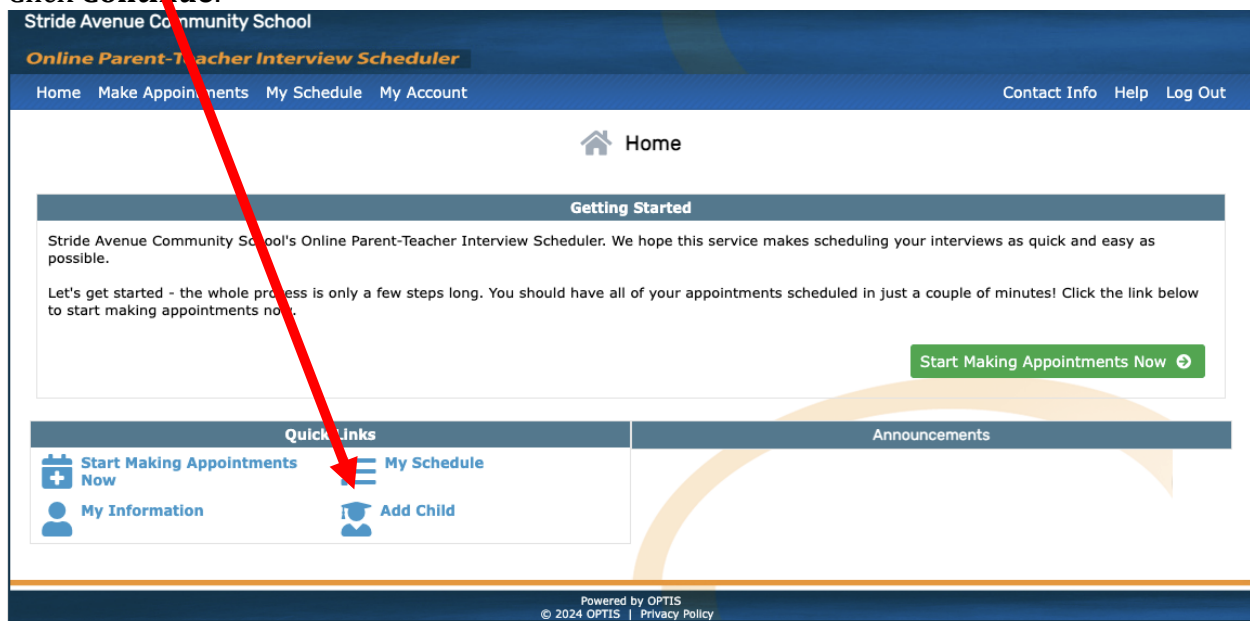 Stride Avenue Community School
Online Parent-Teacher Interview Scheduler
Home Make Appointments My Schedule My Account Contact Info Help Log Out
Home
Getting Started
Stride Avenue Community School's Online Parent-Teacher Interview Scheduler. We hope this service makes scheduling your interviews as quick and easy as
possible.
Let's get started - the whole process is only a few steps long. You should have all of your appointments scheduled in just a couple of minutes! Click the link below
to start making appointments now.
Start Making Appointments Now
Quick Links
Start Making Appointments
Now
My Schedule
My Information
Add Child
Announcements
Powered by OPTIS
© 2024 OPTIS | Privacy Policy